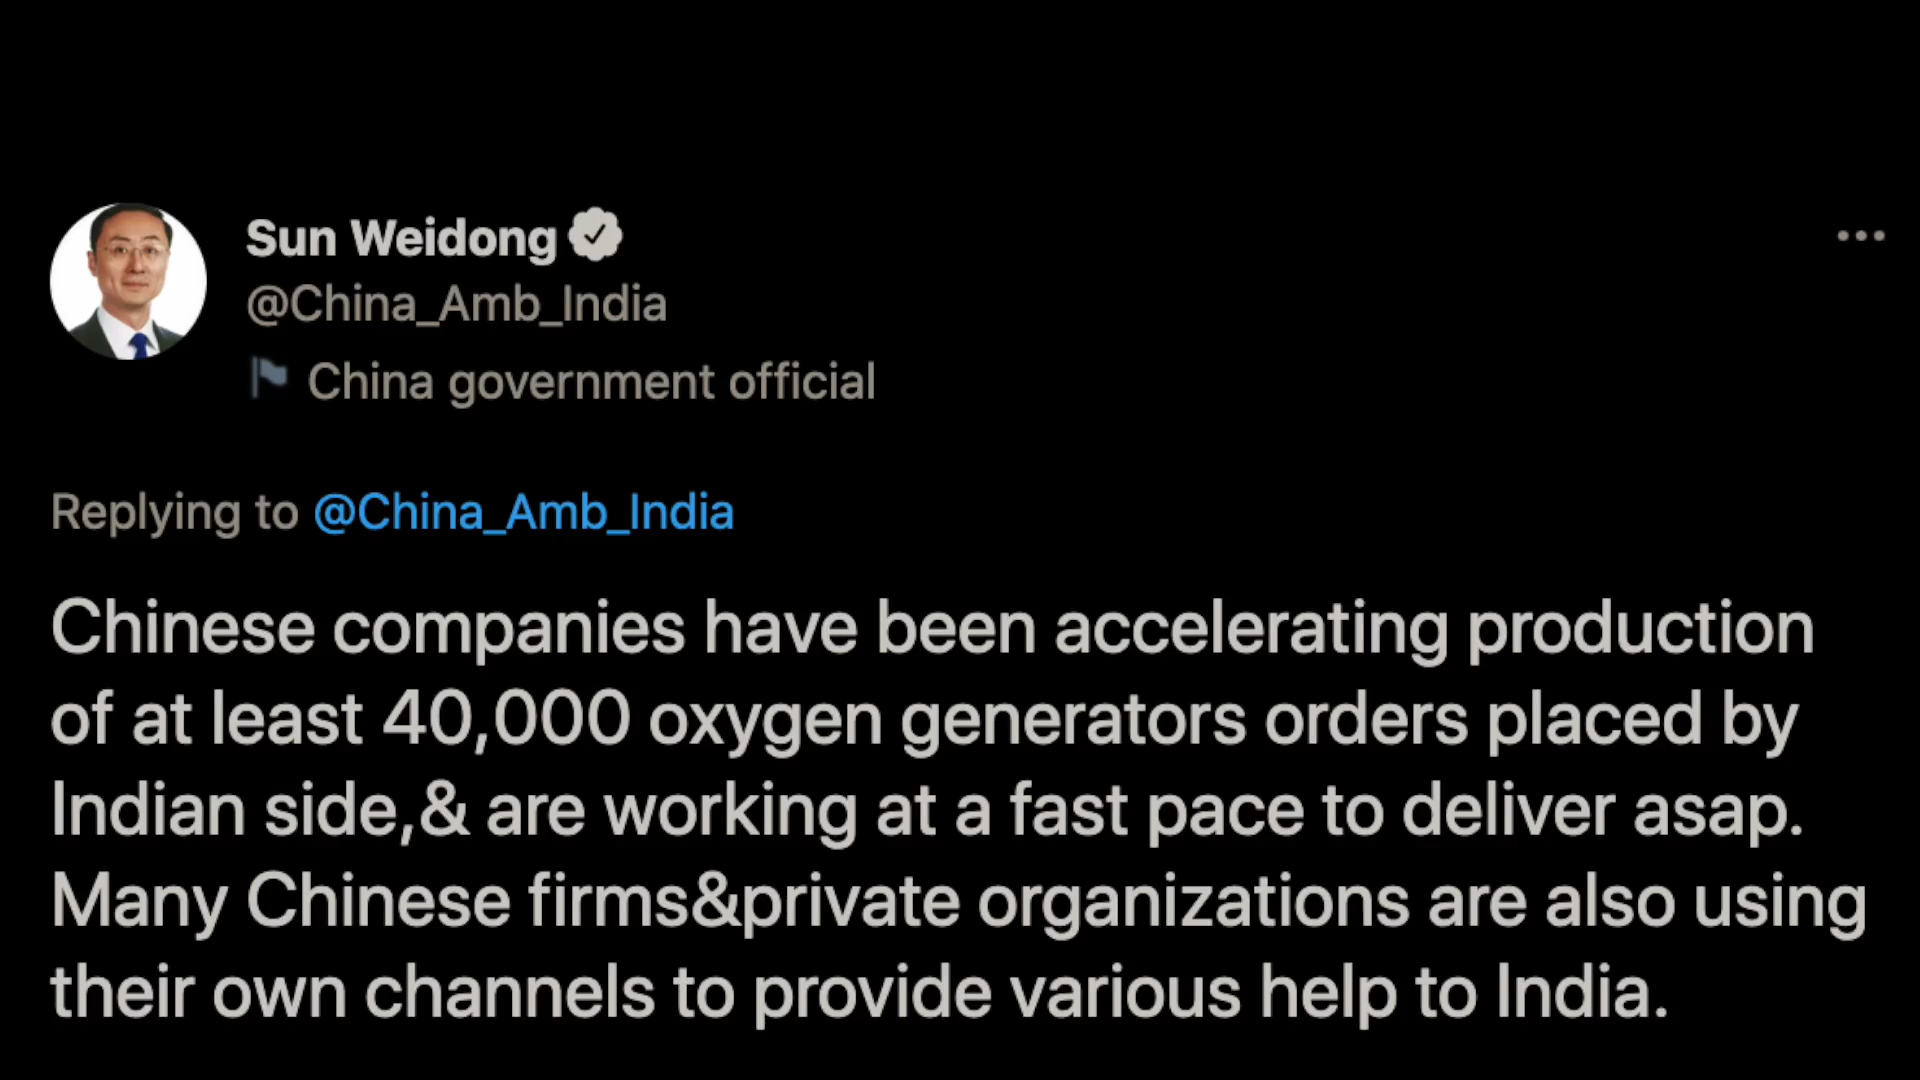 Sun Weidong
@China_Amb_India
China government official
Replying to @China_Amb_India
Chinese companies have been accelerating production
of at least 40,000 oxygen generators orders placed by
Indian side,& are working at a fast pace to deliver asap.
Many Chinese firms&private organizations are also using
their own channels to provide various help to India.